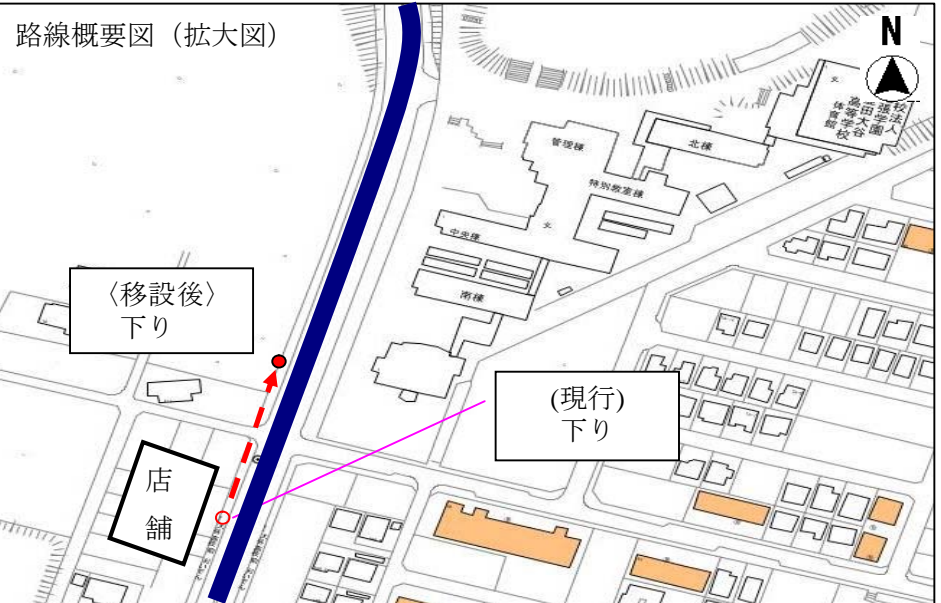 路線概要図（拡大図）
N
管理棟
北棟
特別教室棟
中央棟
南棟
〈移設後〉
下り
(現行)
下り
店
舗